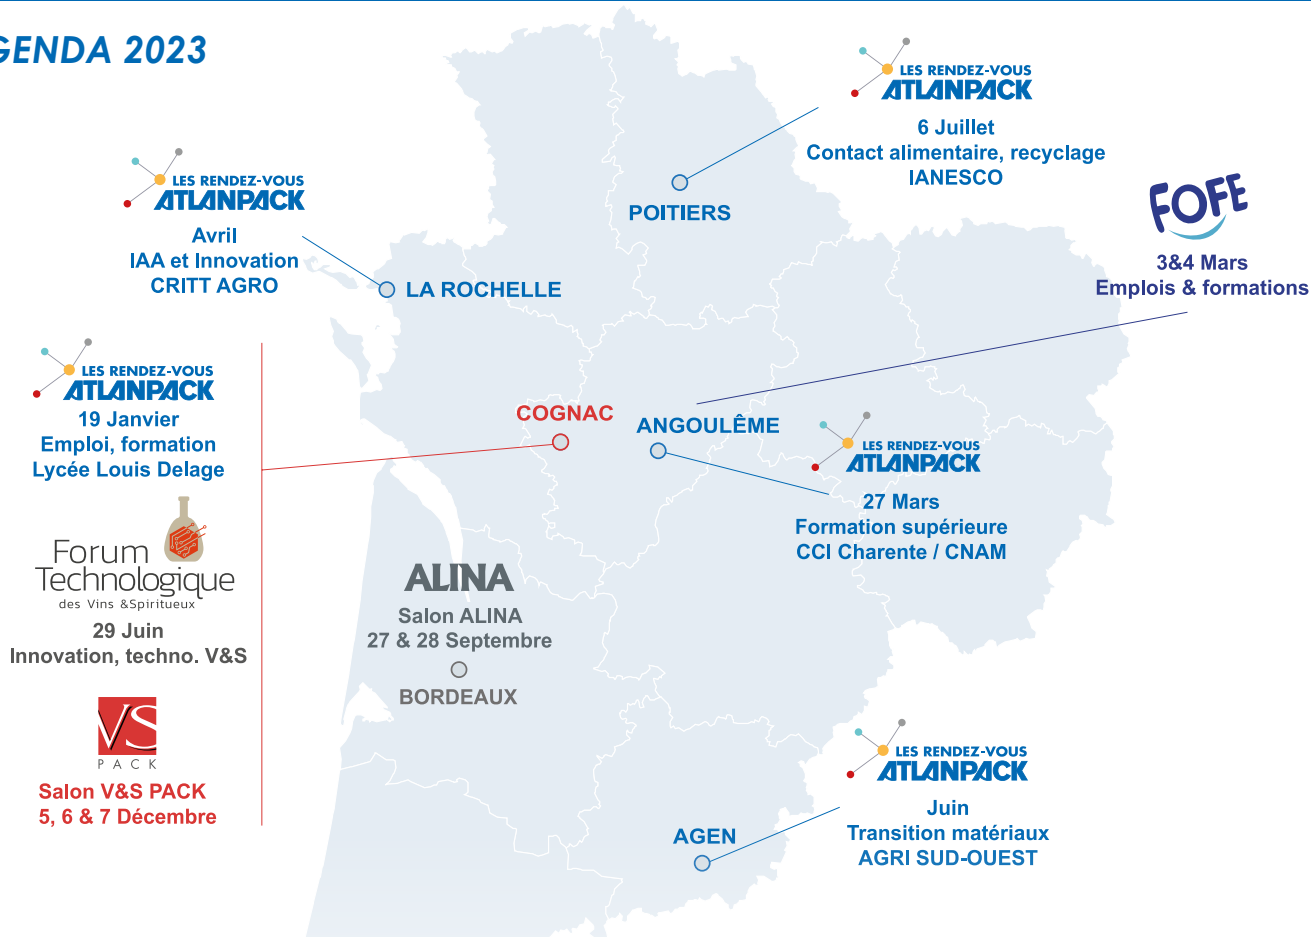 GENDA 2023
LES RENDEZ-VOUS
ATLANPACK
6 Juillet
Contact alimentaire, recyclage
IANESCO
POITIERS
LES RENDEZ-VOUS
ATLANPACK
Avril
IAA et Innovation
CRITT AGRO
LA ROCHELLE
FOFE
3&4 Mars
Emplois & formations
LES RENDEZ-VOUS
ATLANPACK
19 Janvier
Emploi, formation
Lycée Louis Delage
COGNAC
ANGOULÊME
LES RENDEZ-VOUS
ATLANPACK
27 Mars
Formation supérieure
CCI Charente / CNAM
Forum
Technologique
des Vins &Spiritueux
29 Juin
Innovation, techno. V&S
ALINA
Salon ALINA
27 & 28 Septembre
BORDEAUX
VS
PACK
Salon V&S PACK
5, 6 & 7 Décembre
LES RENDEZ-VOUS
ATLANPACK
Juin
Transition matériaux
AGRI SUD-OUEST
AGEN